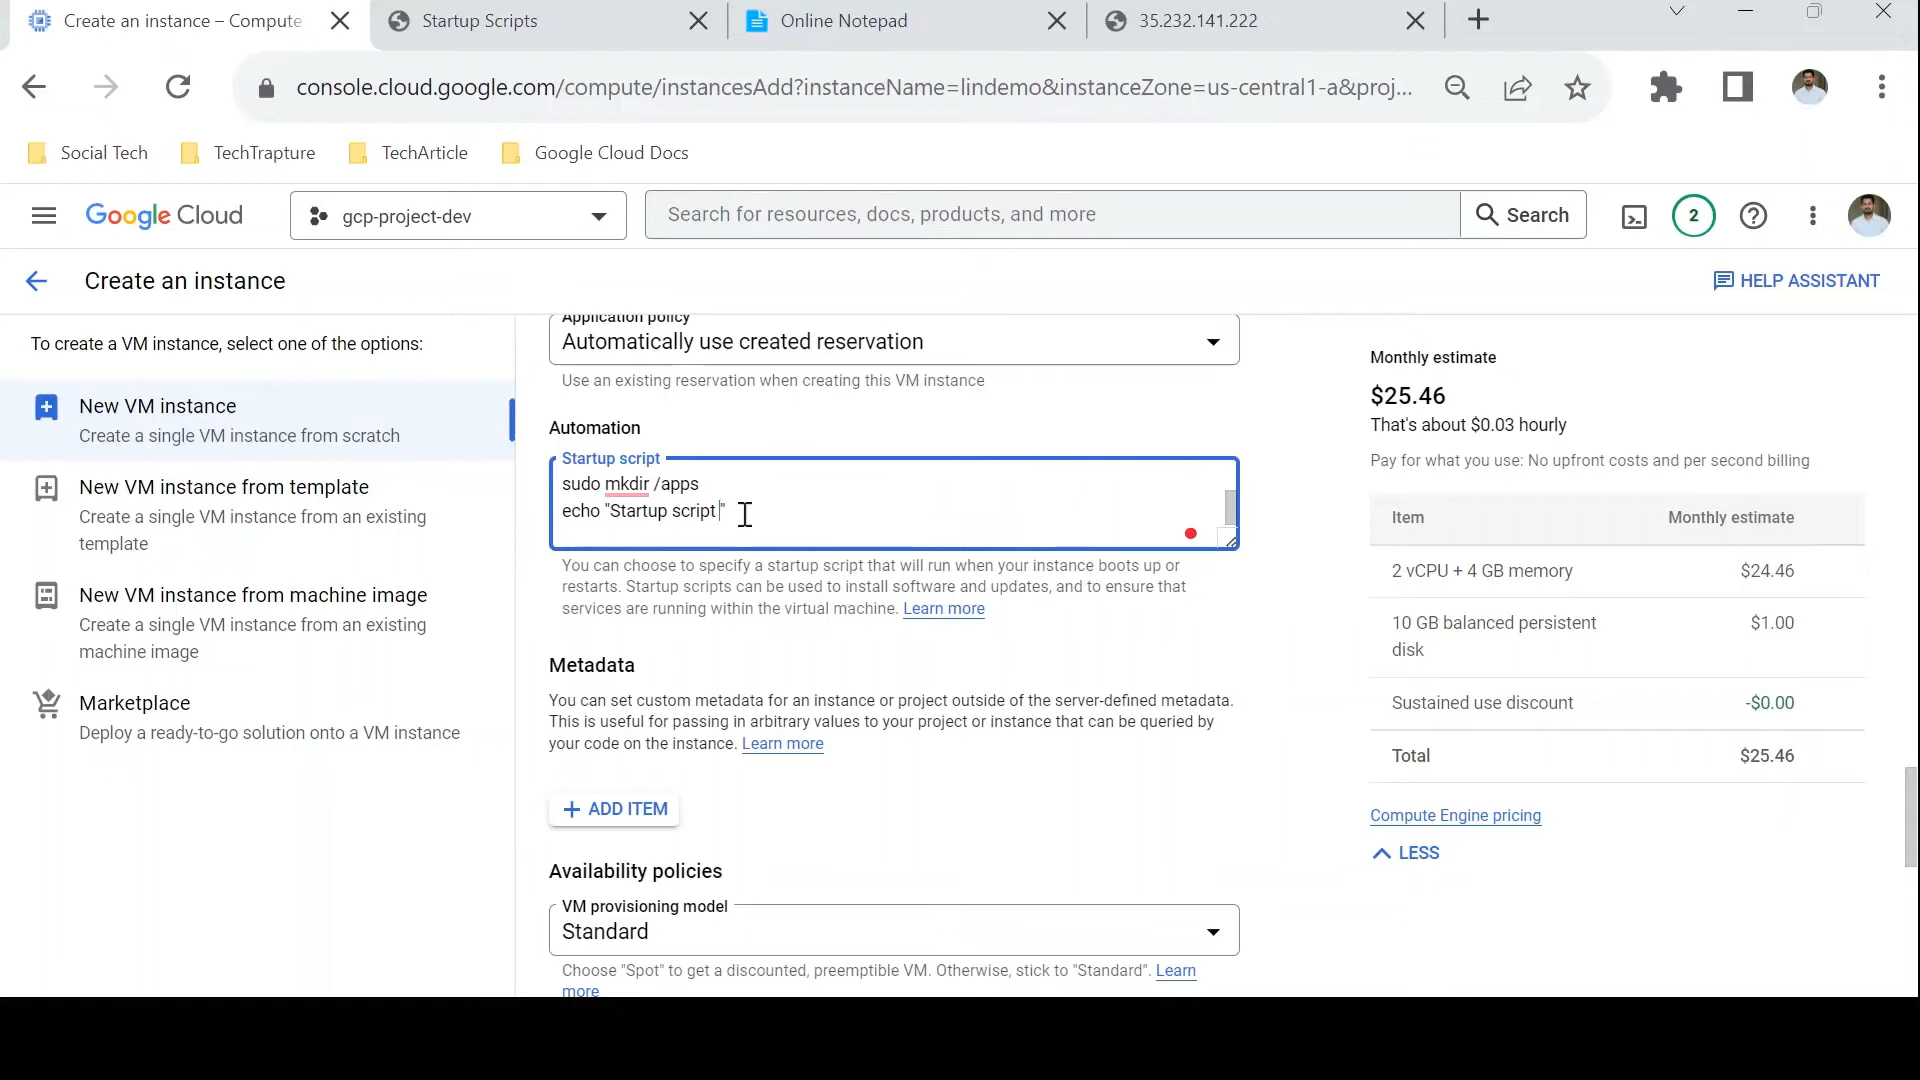 Create an instance – Compute
Startup Scripts
Online Notepad
35.232.141.222
console.cloud.google.com/compute/instancesAdd?instanceName=lindemo&instanceZone=us-central1-a&proj...
Social Tech
TechTrapture
TechArticle
Google Cloud Docs
Google Cloud
gcp-project-dev
Search for resources, docs, products, and more
Search
2
Create an instance
HELP ASSISTANT
To create a VM instance, select one of the options:
New VM instance
Create a single VM instance from scratch
New VM instance from template
Create a single VM instance from an existing
template
New VM instance from machine image
Create a single VM instance from an existing
machine image
Marketplace
Deploy a ready-to-go solution onto a VM instance
Application policy
Automatically use created reservation
Use an existing reservation when creating this VM instance
Automation
Startup script
sudo mkdir /apps
echo "Startup script "
You can choose to specify a startup script that will run when your instance boots up or
restarts. Startup scripts can be used to install software and updates, and to ensure that
services are running within the virtual machine. Learn more
Metadata
You can set custom metadata for an instance or project outside of the server-defined metadata.
This is useful for passing in arbitrary values to your project or instance that can be queried by
your code on the instance. Learn more
ADD ITEM
Availability policies
VM provisioning model
Standard
Choose "Spot" to get a discounted, preemptible VM. Otherwise, stick to "Standard". Learn
more
Monthly estimate
$25.46
That's about $0.03 hourly
Pay for what you use: No upfront costs and per second billing
Item Monthly estimate
2 vCPU + 4 GB memory $24.46
10 GB balanced persistent $1.00
disk
Sustained use discount -$0.00
Total $25.46
Compute Engine pricing
LESS